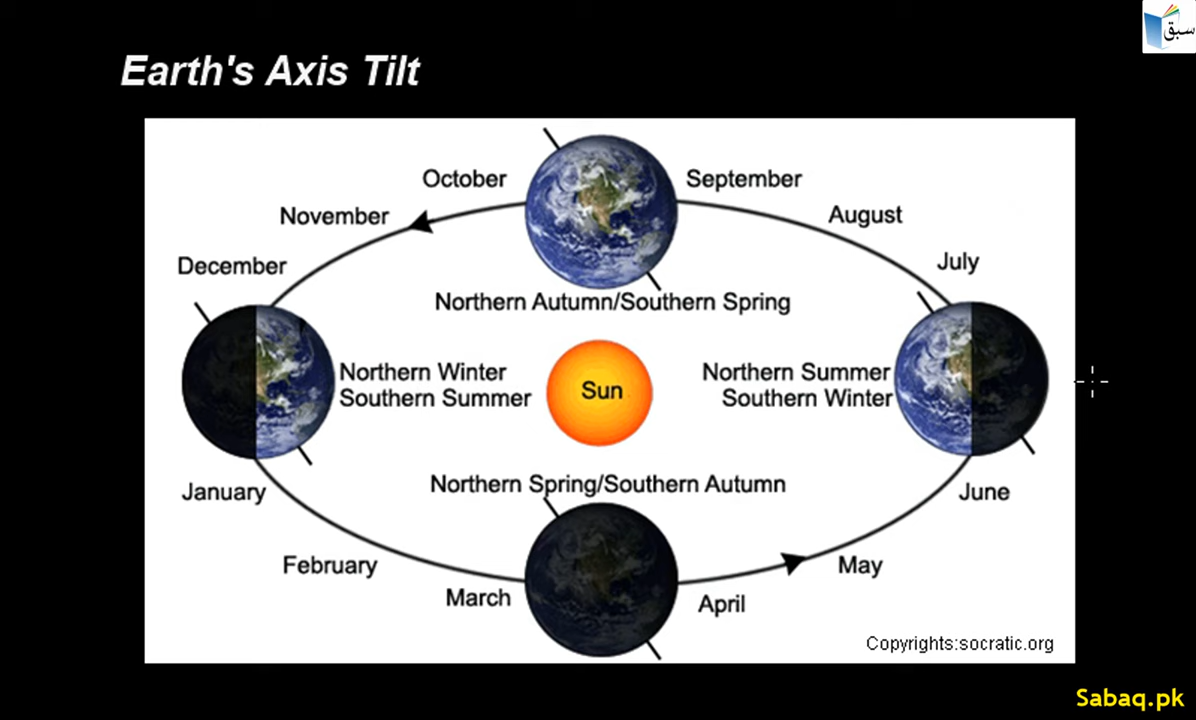 سبق
Earth's Axis Tilt
October
September
November
August
December
July
Northern Autumn/Southern Spring
Northern Winter
Southern Summer
Sun
Northern Summer
Southern Winter
Northern Spring/Southern Autumn
January
June
February
May
March
April
Copyrights:socratic.org
Sabaq.pk